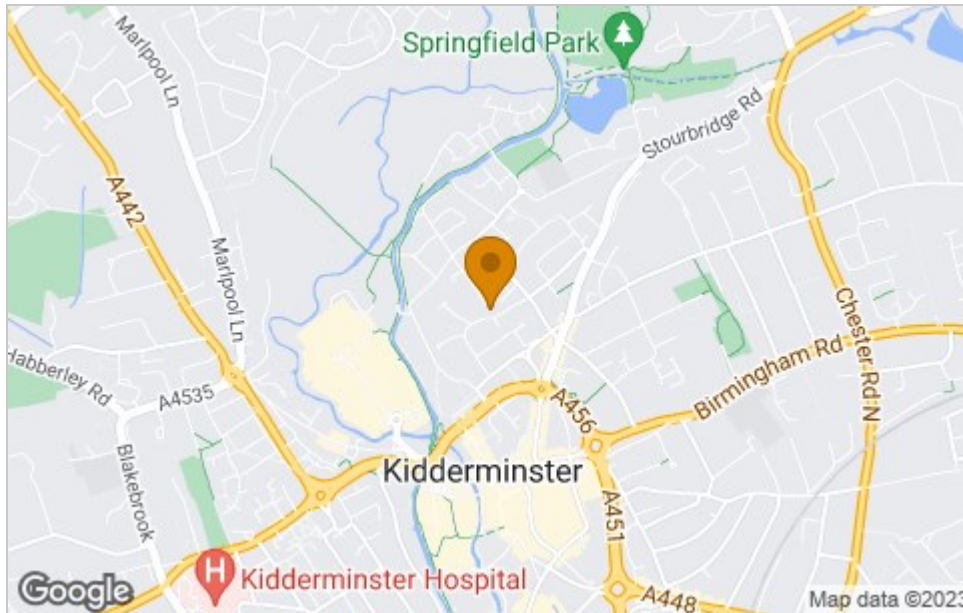 Marlpool Ln
Springfield Park
Stourbridge Rd
A442
Marlpool Ln
Chester Rd N
Habberley Rd
A4535
Birmingham Rd
A456
Blakebrook
Kidderminster
A451
H
Kidderminster Hospital
A448
Google
Map data ©2023